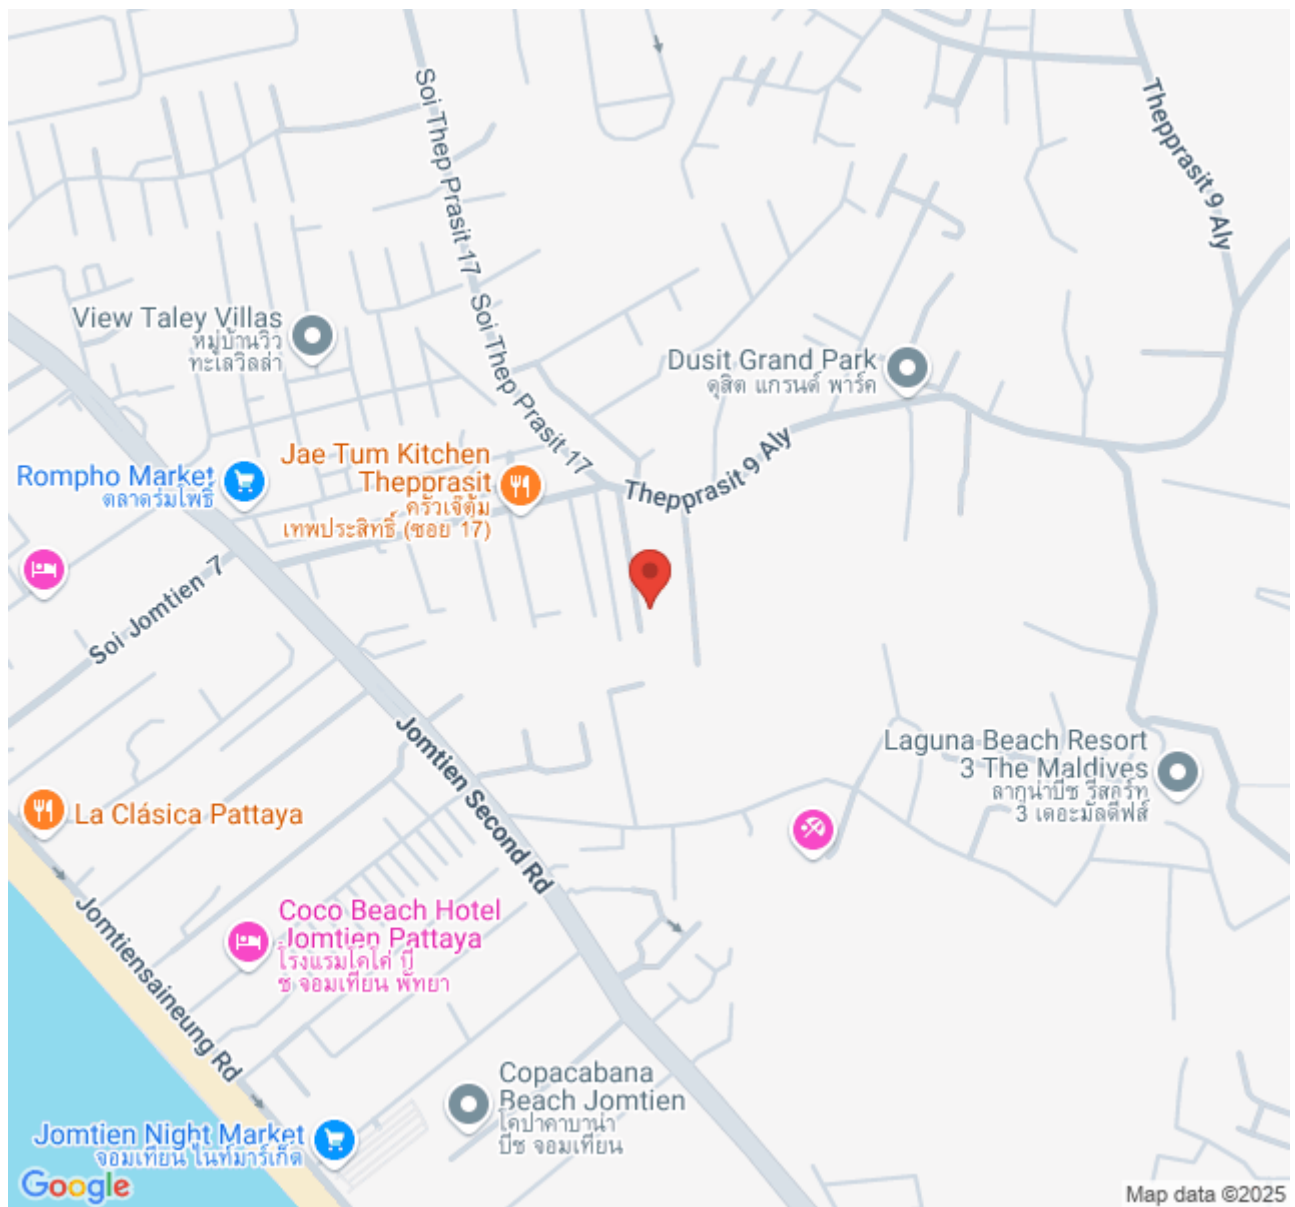 Soi Thep Prasit 17
Thepprasit 9 Aly
Soi Thep Prasit 17
View Taley Villas
หมู่บ้านวิว
ทะเลวิลล่า
Dusit Grand Park
ดุสิต แกรนด์ พาร์ค
Thepprasit 9 Aly
Jae Tum Kitchen
Thepprasit
ครัวเจ๊ตุ้ม
เทพประสิทธิ์ (ซอย 17)
Rompho Market
ตลาดร่มโพธิ์
Soi Jomtien 7
Jomtien Second Rd
Laguna Beach Resort
3 The Maldives
ลากูน่าบีช รีสอร์ท
3 เดอะมัลดีฟส์
La Clásica Pattaya
Coco Beach Hotel
Jomtien Pattaya
โรงแรมโคโค่ บี
ช จอมเทียน พัทยา
Jomtiensaineung Rd
Copacabana
Beach Jomtien
โคปาคาบาน่า
บีช จอมเทียน
Jomtien Night Market
จอมเทียน ไนท์มาร์เก็ต
Google
Map data ©2025